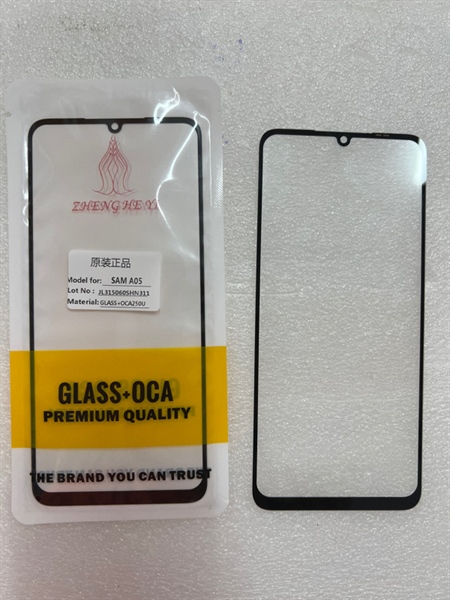 ZHENG HE YI
原装正品
Model for: SAM A05
Lot No : JL315060SHN311
Material: GLASS+OCA250U
GLASS+OCA
PREMIUM QUALITY
THE BRAND YOU CAN TRUST